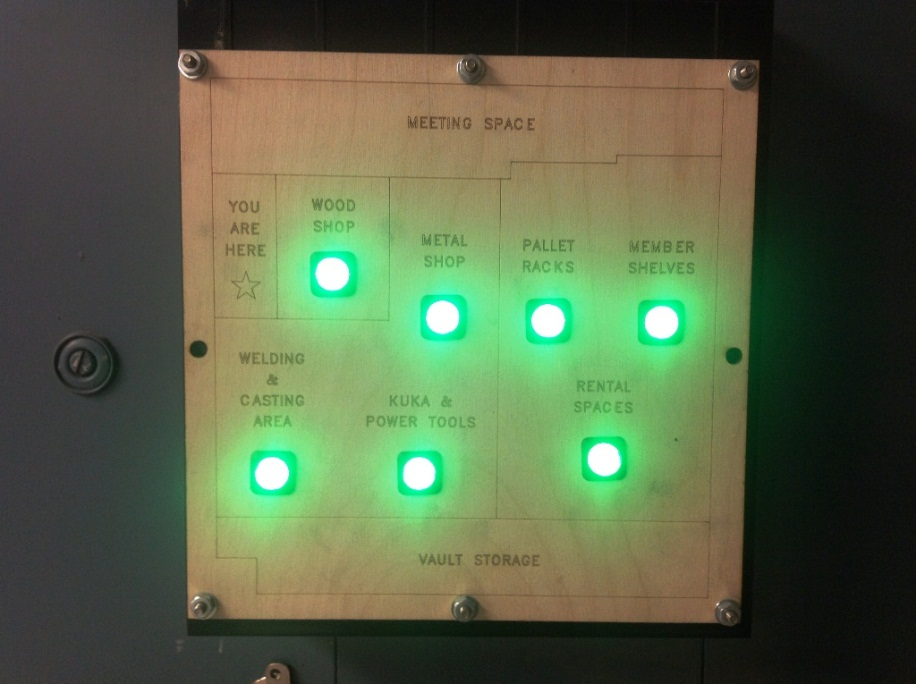 MEETING SPACE
YOU
ARE
HERE
WOOD
SHOP
METAL
SHOP
PALLET
RACKS
MEMBER
SHELVES
WELDING
&
CASTING
AREA
KUKA &
POWER TOOLS
RENTAL
SPACES
VAULT STORAGE